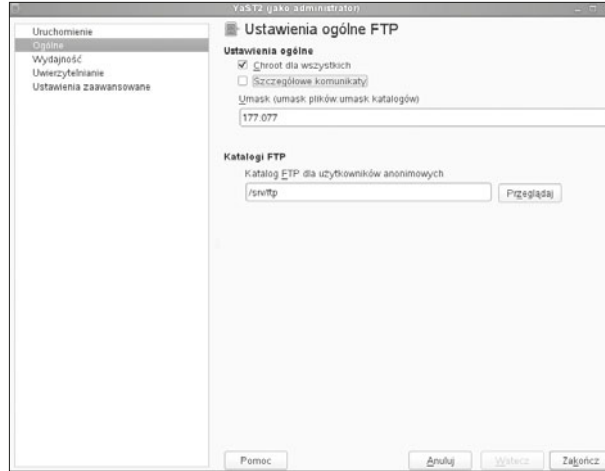 YaST2 (jako administrator)
Uruchomienie
Ogólne
Wydajność
Uwierzytelnianie
Ustawienia zaawansowane
Ustawienia ogólne FTP
Ustawienia ogólne
Chroot dla wszystkich
Szczegółowe komunikaty
Umask (umask plików:umask katalogów)
177:077
Katalogi FTP
Katalog FTP dla użytkowników anonimowych
/srv/ftp
Przeglądaj
Pomoc
Anuluj
Wstecz
Zakończ